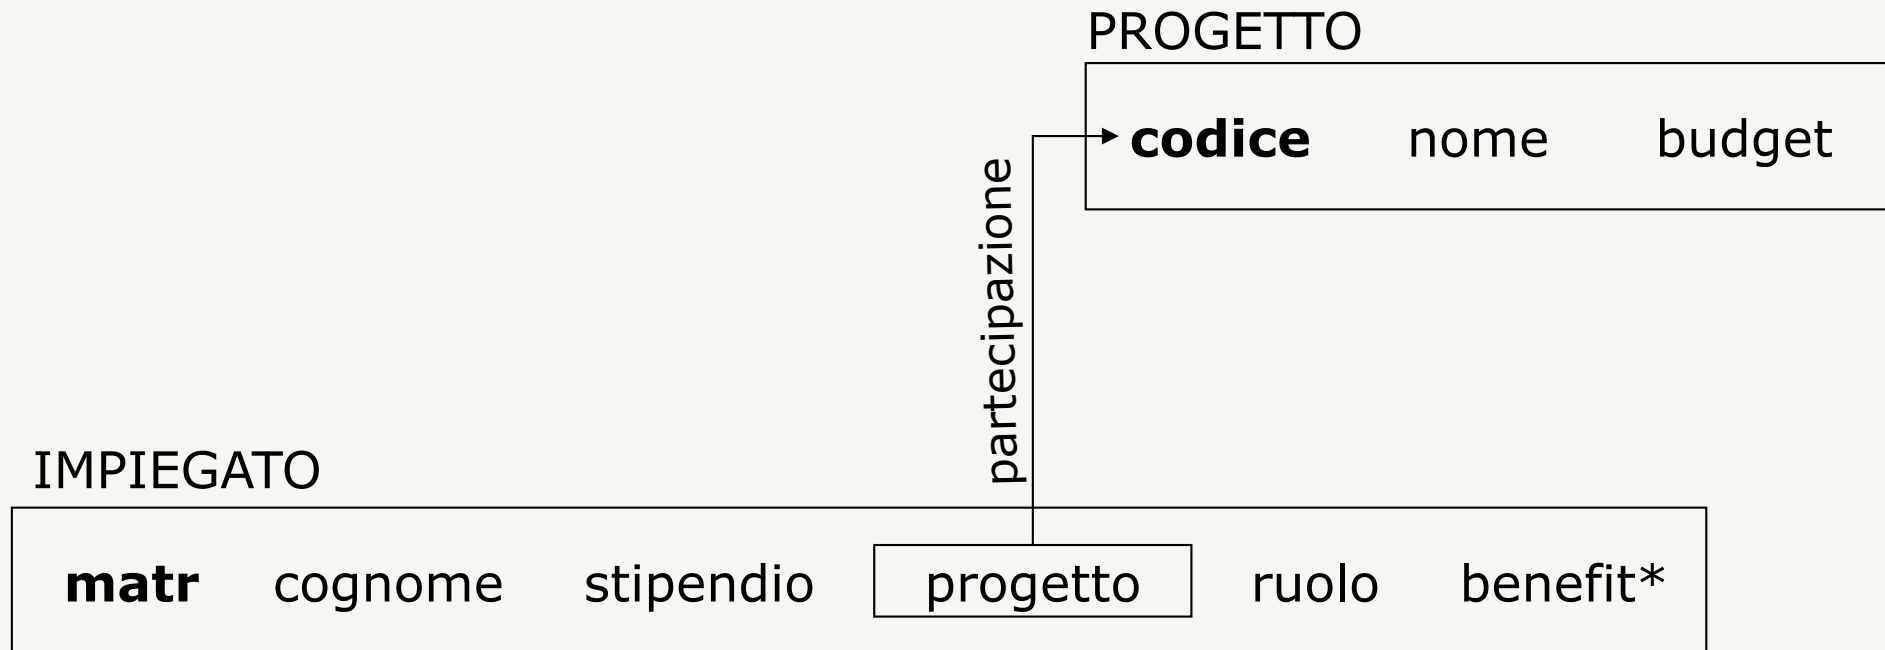 PROGETTO
codice nome budget
partecipazione
IMPIEGATO
matr cognome stipendio progetto ruolo benefit*